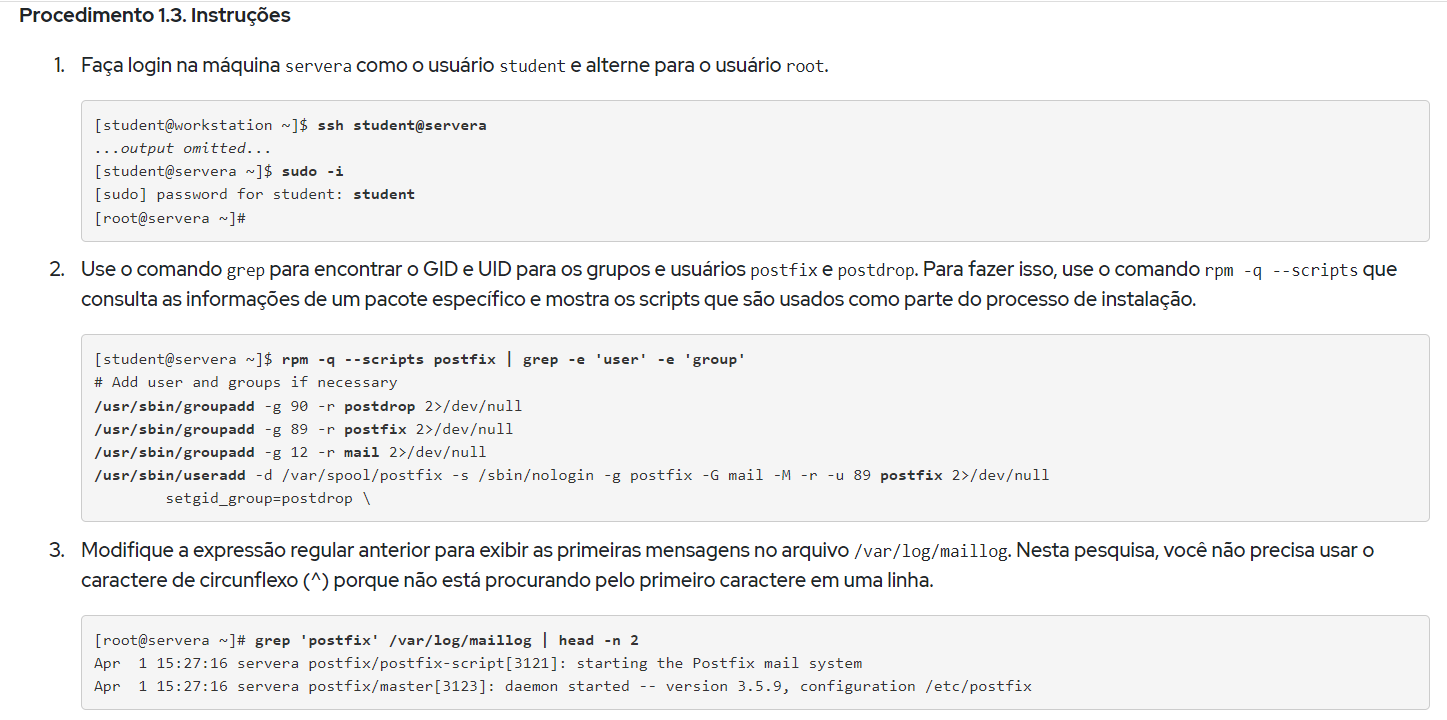 Procedimento 1.3. Instruções
1. Faça login na máquina servera como o usuário student e alterne para o usuário root.
[student@workstation ~]$ ssh student@servera
...output omitted...
[student@servera ~]$ sudo -i
[sudo] password for student: student
[root@servera ~]#
2. Use o comando grep para encontrar o GID e UID para os grupos e usuários postfix e postdrop. Para fazer isso, use o comando rpm -q --scripts que
consulta as informações de um pacote específico e mostra os scripts que são usados como parte do processo de instalação.
[student@servera ~]$ rpm -q --scripts postfix | grep -e 'user' -e 'group'
# Add user and groups if necessary
/usr/sbin/groupadd -g 90 -r postdrop 2>/dev/null
/usr/sbin/groupadd -g 89 -r postfix 2>/dev/null
/usr/sbin/groupadd -g 12 -r mail 2>/dev/null
/usr/sbin/useradd -d /var/spool/postfix -s /sbin/nologin -g postfix -G mail -M -r -u 89 postfix 2>/dev/null
        setgid_group=postdrop \
3. Modifique a expressão regular anterior para exibir as primeiras mensagens no arquivo /var/log/maillog. Nesta pesquisa, você não precisa usar o
caractere de circunflexo (^) porque não está procurando pelo primeiro caractere em uma linha.
[root@servera ~]# grep 'postfix' /var/log/maillog | head -n 2
Apr  1 15:27:16 servera postfix/postfix-script[3121]: starting the Postfix mail system
Apr  1 15:27:16 servera postfix/master[3123]: daemon started -- version 3.5.9, configuration /etc/postfix